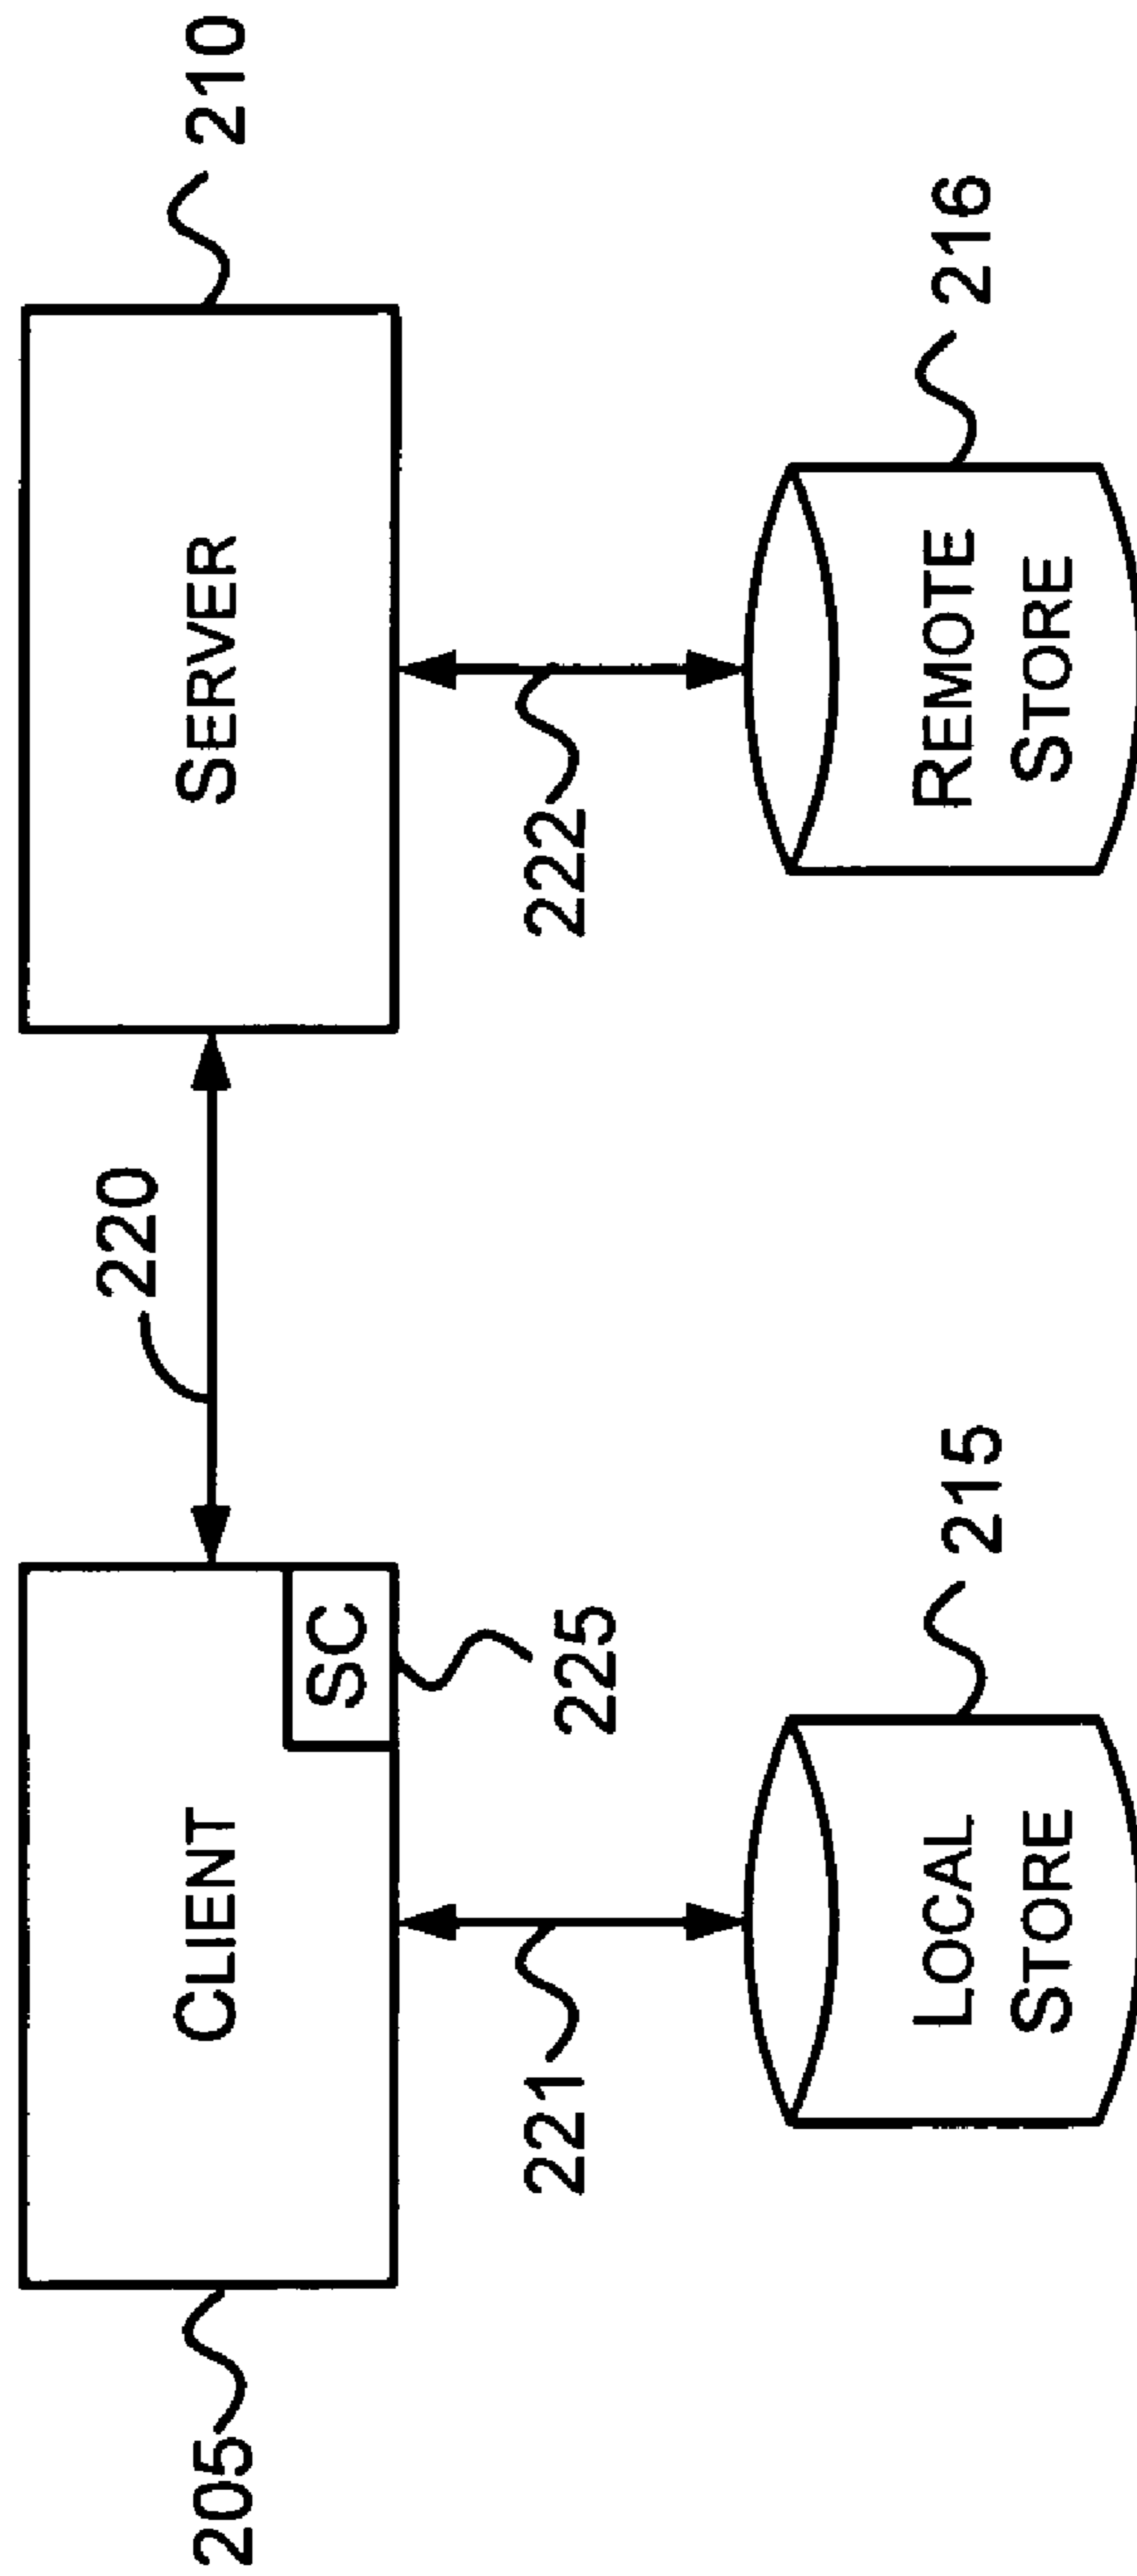 220
CLIENT
SERVER
205
210
SC
225
221
222
LOCAL
STORE
215
REMOTE
STORE
216